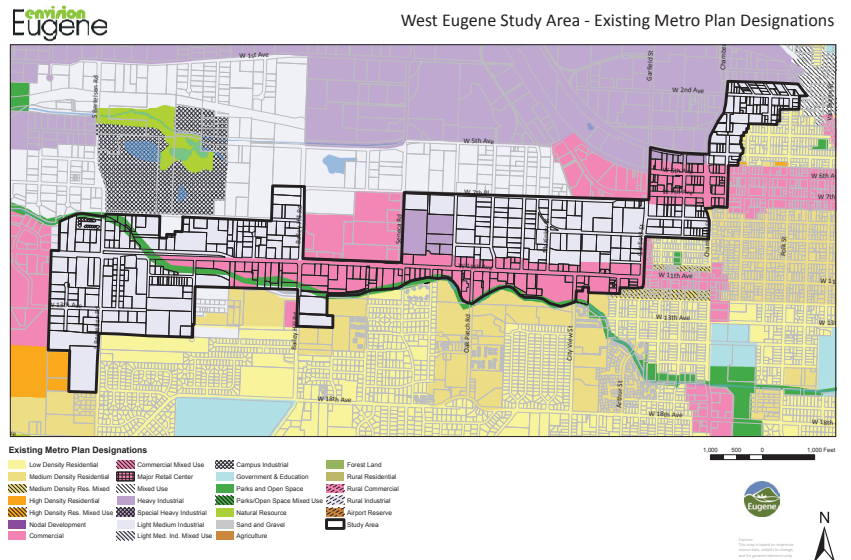 envision
Eugene
West Eugene Study Area - Existing Metro Plan Designations
W 1st Ave
Garfield St
W 2nd Ave
S Bertelsen Rd
W 5th Ave
W 6th A
W 7th
Seneca Rd
Polk St
W 11th Ave
W 13th Ave
Oak Patch Rd
City View St
Arthur St
W 18th Ave
W 18th Ave
W 18th
Existing Metro Plan Designations
Low Density Residential
Medium Density Residential
Medium Density Res. Mixed
High Density Residential
High Density Res. Mixed Use
Nodal Development
Commercial
Commercial Mixed Use
Major Retail Center
Mixed Use
Heavy Industrial
Special Heavy Industrial
Light Medium Industrial
Light Med. Ind. Mixed Use
Campus Industrial
Government & Education
Parks and Open Space
Parks/Open Space Mixed Use
Natural Resource
Sand and Gravel
Agriculture
Forest Land
Rural Residential
Rural Commercial
Rural Industrial
Airport Reserve
Study Area
1,000 500 0 1,000 Feet
Eugene
N